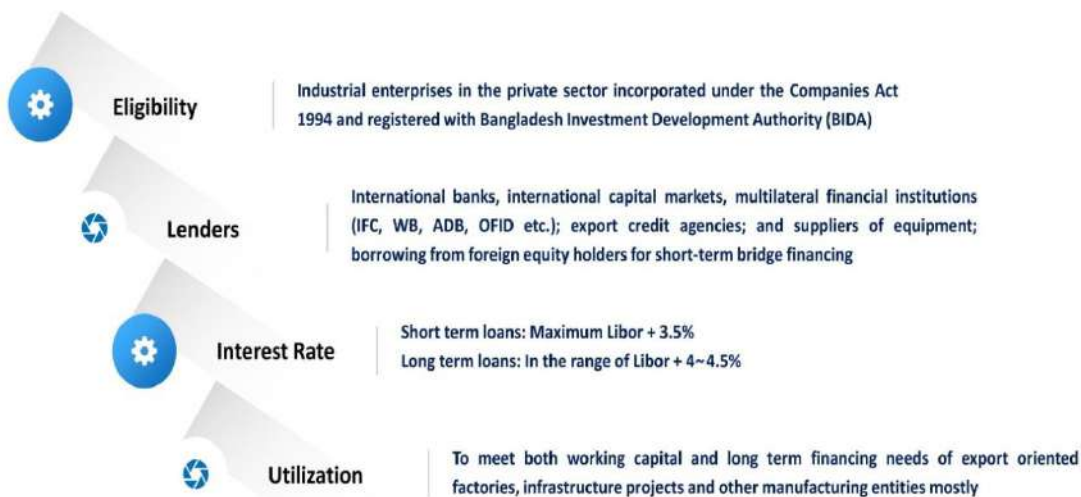 Eligibility
Industrial enterprises in the private sector incorporated under the Companies Act
1994 and registered with Bangladesh Investment Development Authority (BIDA)
Lenders
International banks, international capital markets, multilateral financial institutions
(IFC, WB, ADB, OFID etc.); export credit agencies; and suppliers of equipment;
borrowing from foreign equity holders for short-term bridge financing
Interest Rate
Short term loans: Maximum Libor + 3.5%
Long term loans: In the range of Libor + 4~4.5%
Utilization
To meet both working capital and long term financing needs of export oriented
factories, infrastructure projects and other manufacturing entities mostly